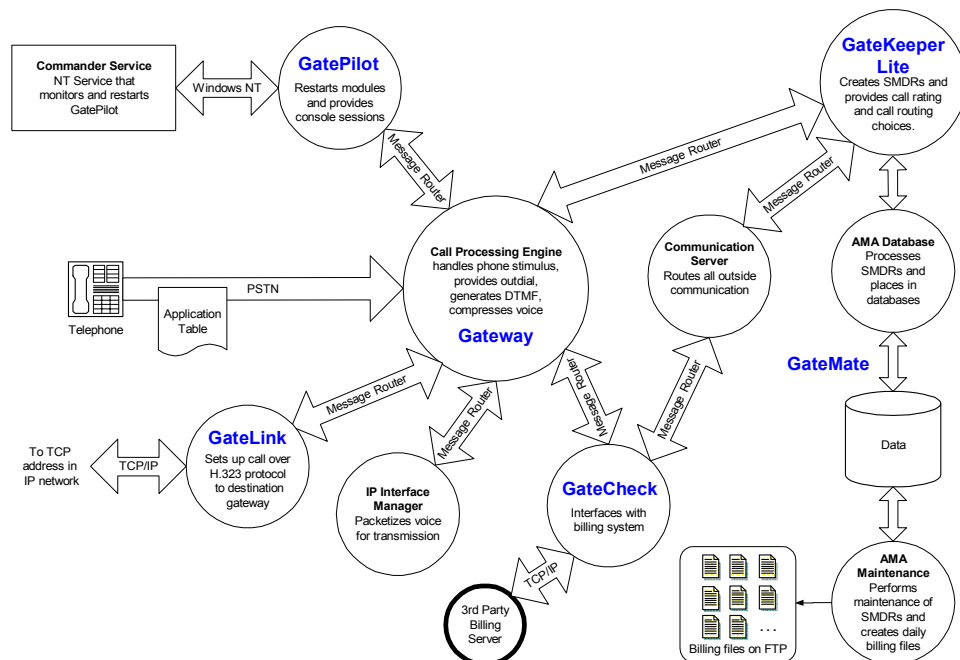 Commander Service
NT Service that
monitors and restarts
GatePilot
Windows NT
GatePilot
Restarts modules
and provides
console sessions
Message Router
GateKeeper
Lite
Creates SMDRs and
provides call rating
and call routing
choices.
Message Router
Message Router
Call Processing Engine
handles phone stimulus,
provides outdial,
generates DTMF,
compresses voice
Gateway
Communication
Server
Routes all outside
communication
AMA Database
Processes
SMDRs and
places in
databases
PSTN
Telephone
Application
Table
GateMate
Message Router
Message Router
Message Router
Message Router
GateLink
Sets up call over
H.323 protocol
to destination
gateway
To TCP
address in
IP network
TCP/IP
IP Interface
Manager
Packetizes voice
for transmission
GateCheck
Interfaces with
billing system
Data
TCP/IP
3rd Party
Billing
Server
...
Billing files on FTP
AMA
Maintenance
Performs
maintenance of
SMDRs and
creates daily
billing files